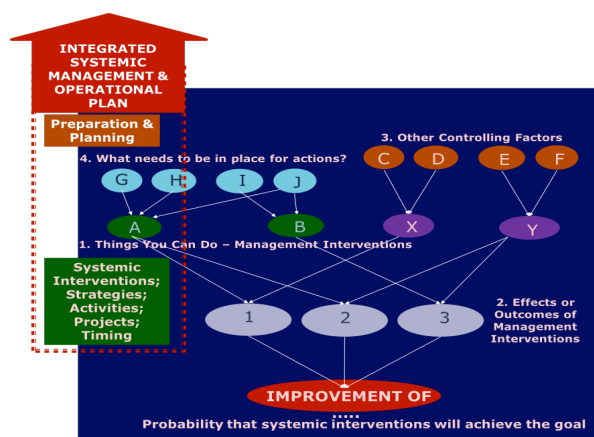 INTEGRATED
SYSTEMIC
MANAGEMENT &
OPERATIONAL
PLAN
Preparation &
Planning
3. Other Controlling Factors
4. What needs to be in place for actions?
C
D
E
F
G
H
I
J
A
B
X
Y
1. Things You Can Do – Management Interventions
Systemic
Interventions;
Strategies;
Activities;
Projects;
Timing
1
2
3
2. Effects or
Outcomes of
Management
Interventions
IMPROVEMENT OF
.....
Probability that systemic interventions will achieve the goal